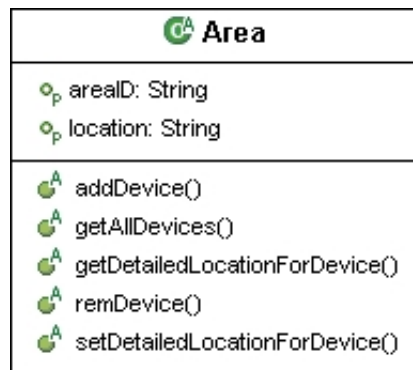 Area
areaID: String
location: String
addDevice()
getAllDevices()
getDetailedLocationForDevice()
remDevice()
setDetailedLocationForDevice()